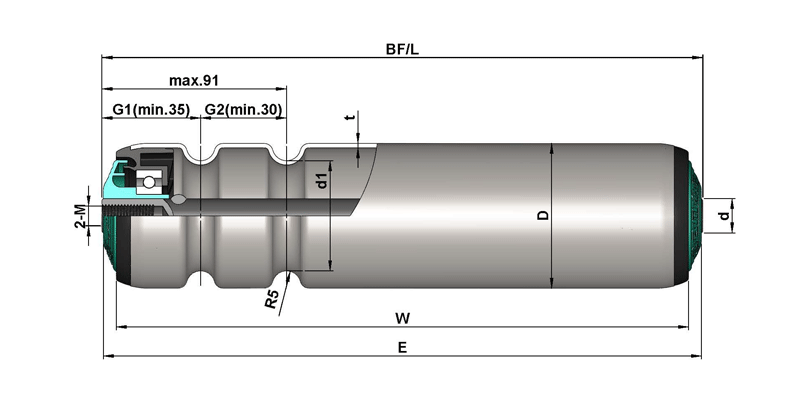 BF/L
max.91
G1(min.35)
G2(min.30)
t
d1
2-M
D
d
R5
W
E